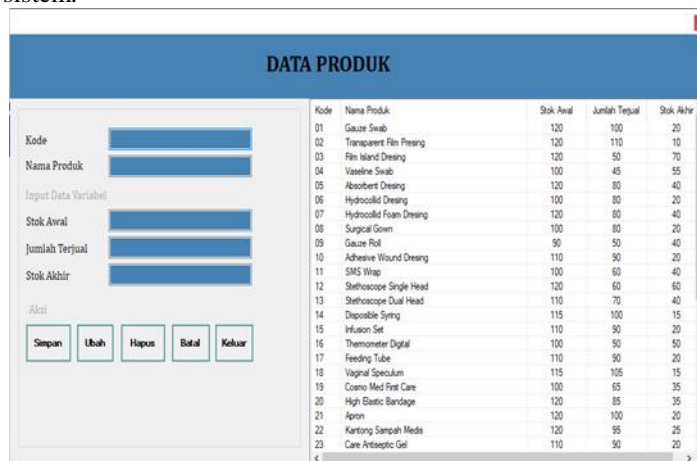 sistem.
DATA PRODUK
Kode
Nama Produk
Input Data Variabel
Stok Awal
Jumlah Terjual
Stok Akhir
Aksi
Simpan Ubah Hapus Batal Keluar
Kode Nama Produk Stok Awal Jumlah Terjual Stok Akhir
01 Gauze Swab 120 100 20
02 Transparent Film Presing 120 110 10
03 Film Island Dresing 120 50 70
04 Vaseline Swab 100 45 55
05 Absorbent Dresing 120 80 40
06 Hydrocollid Dresing 100 80 20
07 Hydrocollid Foam Dresing 120 80 40
08 Surgical Gown 100 80 20
09 Gauze Roll 90 50 40
10 Adhesive Wound Dresing 110 90 20
11 SMS Wrap 100 60 40
12 Stethoscope Single Head 120 60 60
13 Stethoscope Dual Head 110 70 40
14 Disposible Syring 115 100 15
15 Infusion Set 110 90 20
16 Thermometer Digital 100 50 50
17 Feeding Tube 110 90 20
18 Vaginal Speculum 115 105 15
19 Cosmo Med First Care 100 65 35
20 High Elastic Bandage 120 85 35
21 Apron 120 100 20
22 Kantong Sampah Medis 120 95 25
23 Care Antiseptic Gel 110 90 20